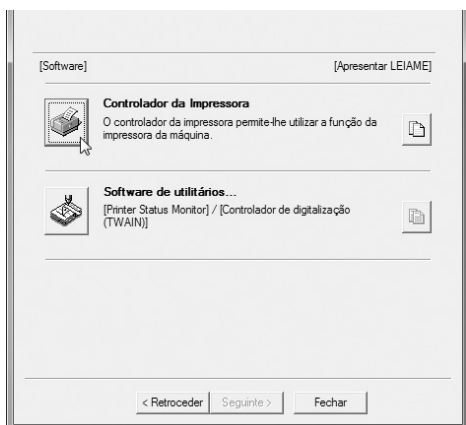 [Software] [Apresentar LEIAME]
Controlador da Impressora
O controlador da impressora permite-lhe utilizar a função da
impressora da máquina.
Software de utilitários...
[Printer Status Monitor] / [Controlador de digitalização
(TWAIN)]
< Retroceder Seguinte > Fechar